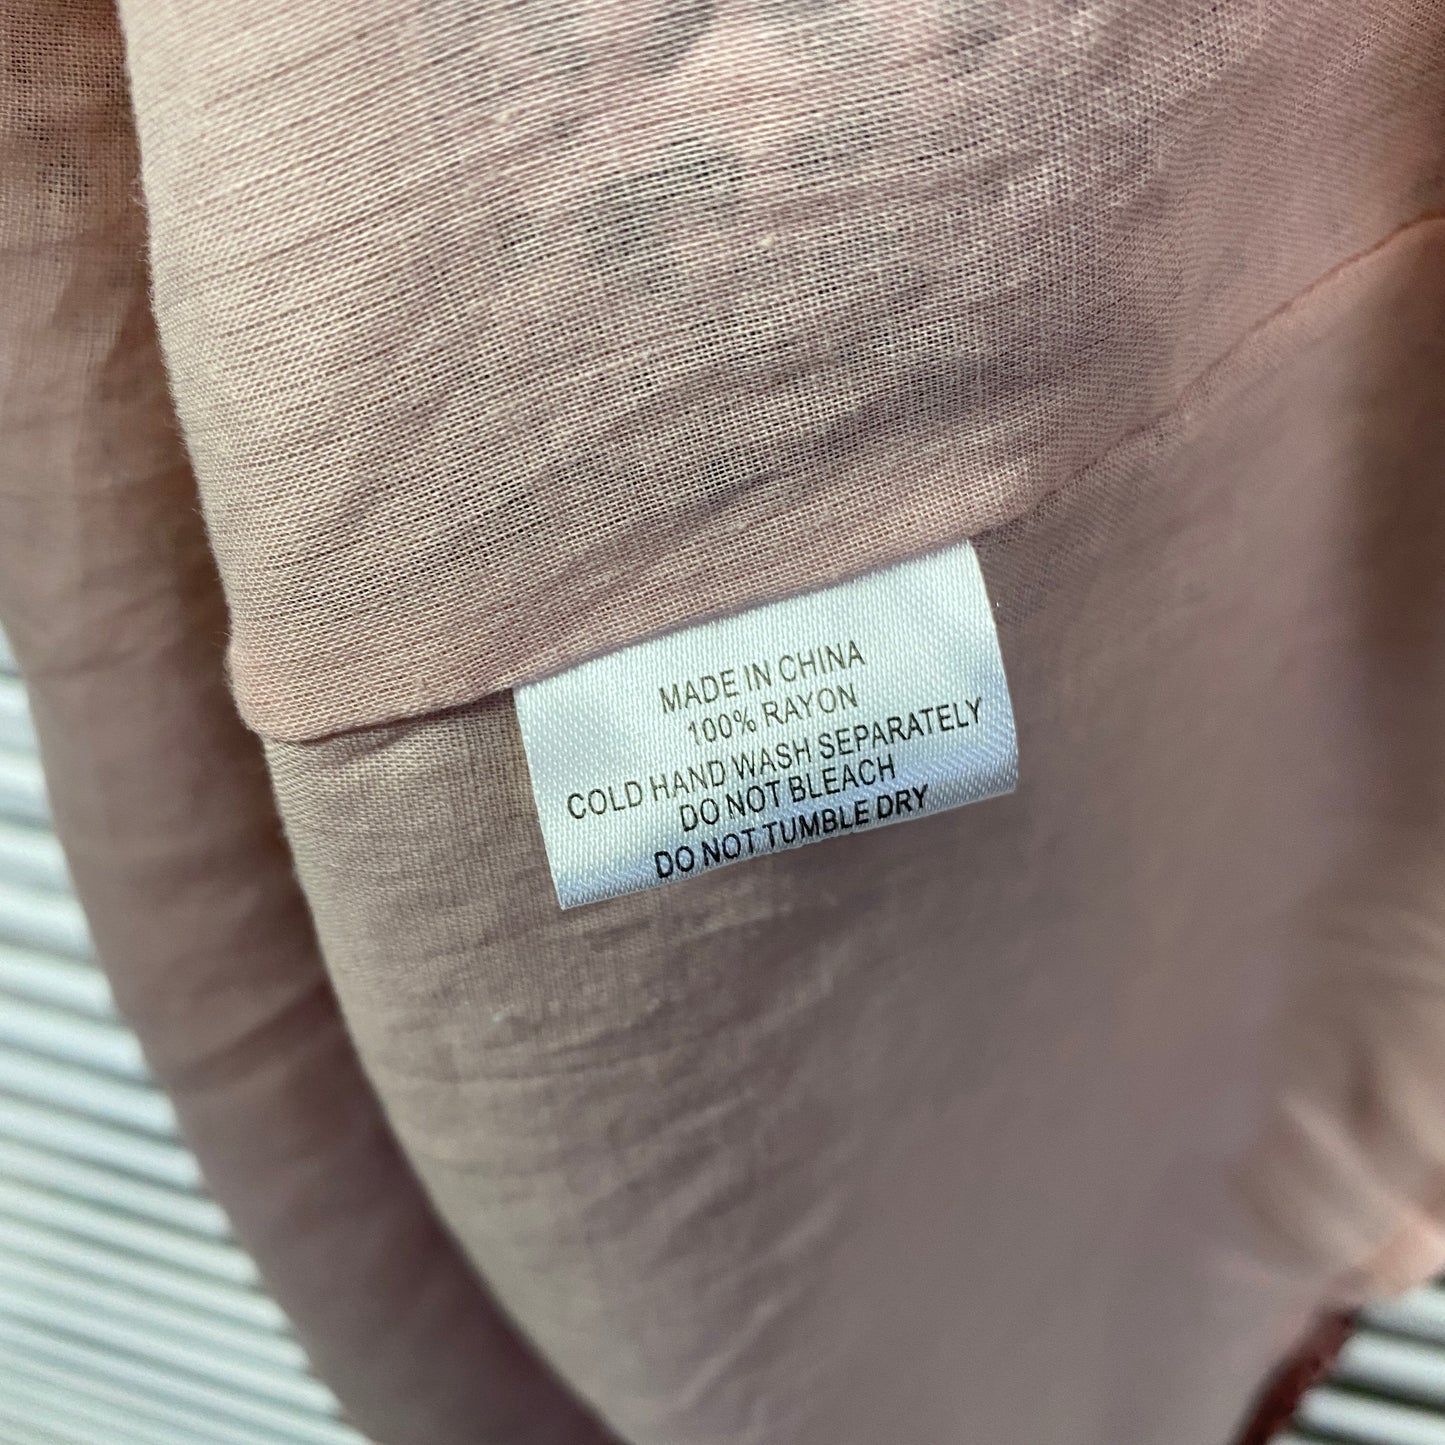 MADE IN CHINA
100% RAYON
COLD HAND WASH SEPARATELY
DO NOT BLEACH
DO NOT TUMBLE DRY